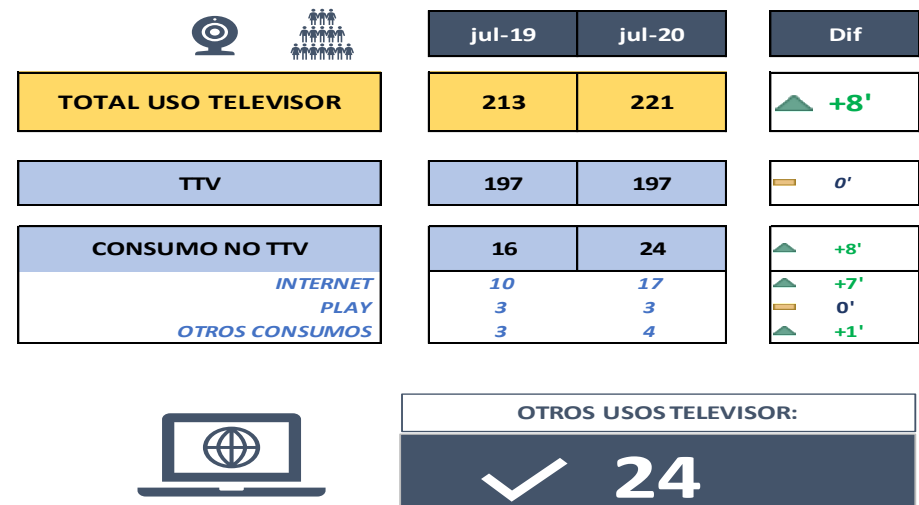 jul-19 jul-20 Dif
TOTAL USO TELEVISOR 213 221 +8'
TTV 197 197 0'
CONSUMO NO TTV 16 24 +8'
INTERNET 10 17 +7'
PLAY 3 3 0'
OTROS CONSUMOS 3 4 +1'
OTROS USOS TELEVISOR:
24